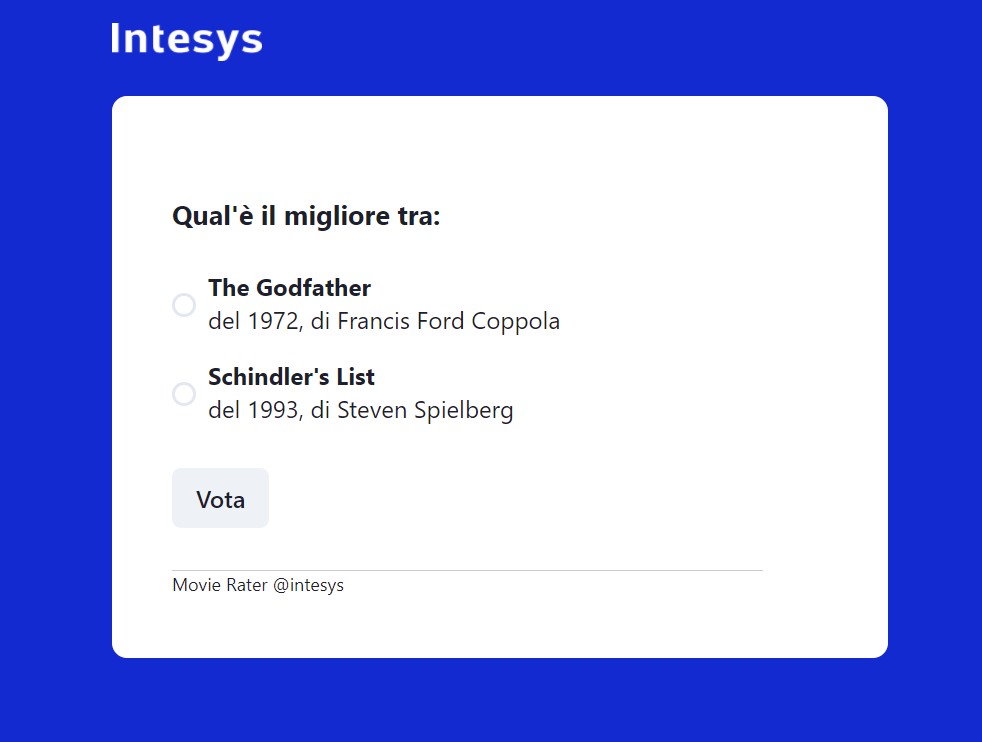 Intesys
Qual'è il migliore tra:
The Godfather
del 1972, di Francis Ford Coppola
Schindler's List
del 1993, di Steven Spielberg
Vota
Movie Rater @intesys